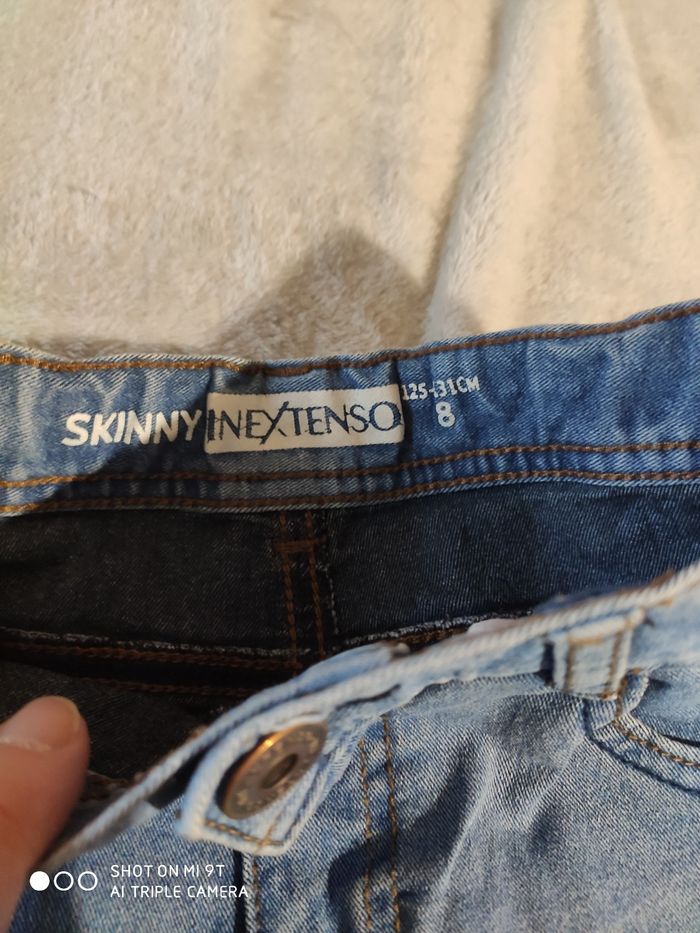 SKINNY INEXTENSO 125-131CM
8
SHOT ON MI 9T
AI TRIPLE CAMERA